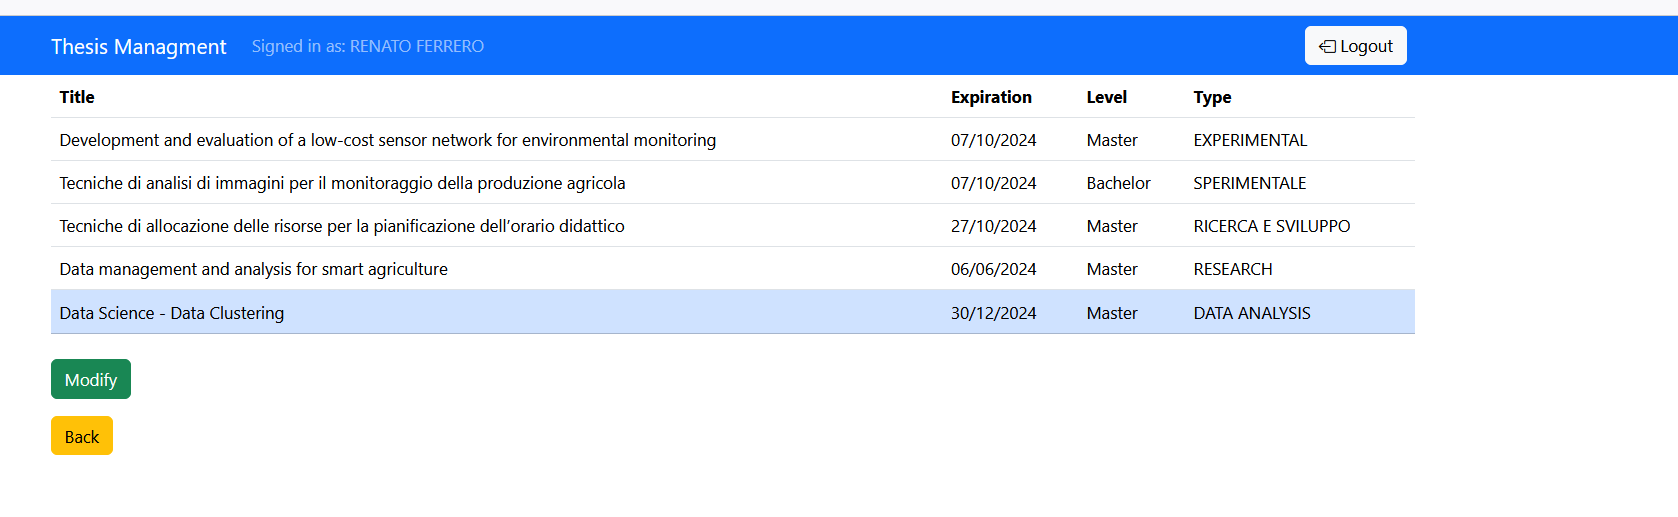 Thesis Managment Signed in as: RENATO FERRERO Logout
Title Expiration Level Type
Development and evaluation of a low-cost sensor network for environmental monitoring 07/10/2024 Master EXPERIMENTAL
Tecniche di analisi di immagini per il monitoraggio della produzione agricola 07/10/2024 Bachelor SPERIMENTALE
Tecniche di allocazione delle risorse per la pianificazione dell’orario didattico 27/10/2024 Master RICERCA E SVILUPPO
Data management and analysis for smart agriculture 06/06/2024 Master RESEARCH
Data Science - Data Clustering 30/12/2024 Master DATA ANALYSIS
Modify
Back